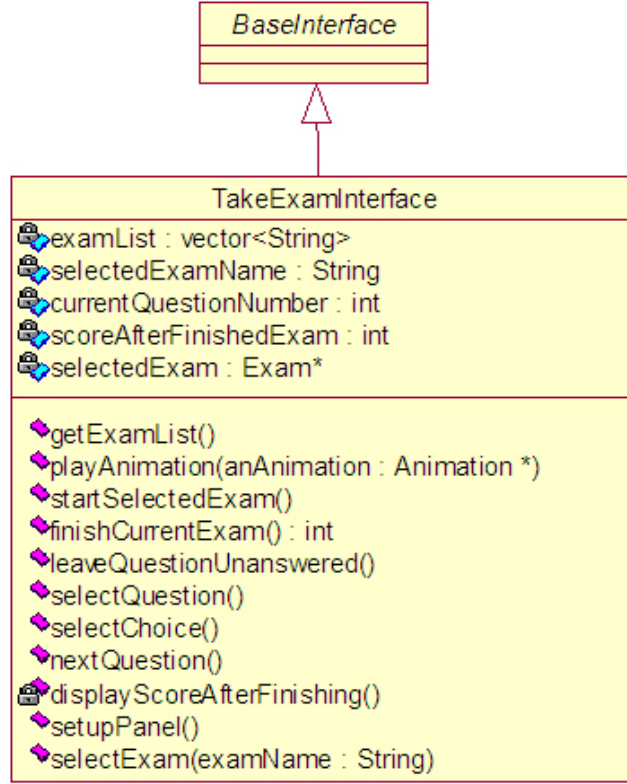 BaseInterface
TakeExamInterface
examList : vector<String>
selectedExamName : String
currentQuestionNumber : int
scoreAfterFinishedExam : int
selectedExam : Exam*
getExamList()
playAnimation(anAnimation : Animation *)
startSelectedExam()
finishCurrentExam() : int
leaveQuestionUnanswered()
selectQuestion()
selectChoice()
nextQuestion()
displayScoreAfterFinishing()
setupPanel()
selectExam(examName : String)